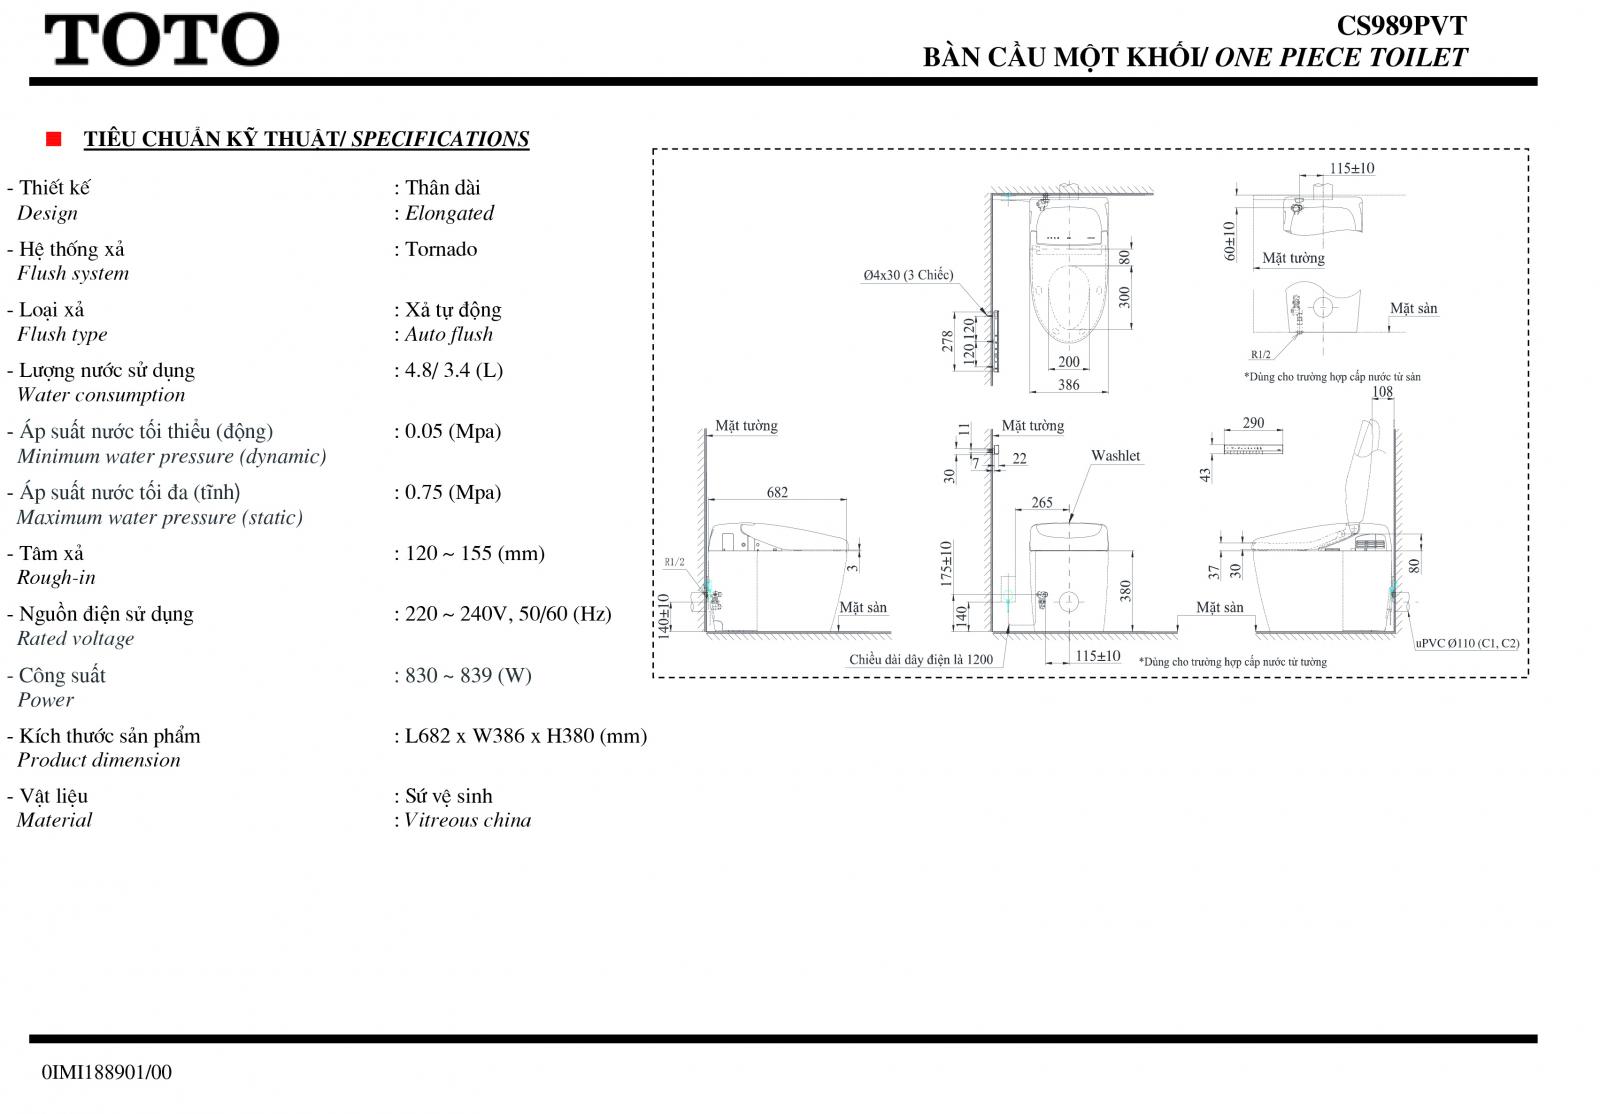 TOTO
CS989PVT
BÀN CẦU MỘT KHỐI/ ONE PIECE TOILET
TIÊU CHUẨN KỸ THUẬT/ SPECIFICATIONS
- Thiết kế : Thân dài
Design : Elongated
- Hệ thống xả : Tornado
Flush system
- Loại xả : Xả tự động
Flush type : Auto flush
- Lượng nước sử dụng : 4.8/ 3.4 (L)
Water consumption
- Áp suất nước tối thiểu (động) : 0.05 (Mpa)
Minimum water pressure (dynamic)
- Áp suất nước tối đa (tĩnh) : 0.75 (Mpa)
Maximum water pressure (static)
- Tâm xả : 120 ~ 155 (mm)
Rough-in
- Nguồn điện sử dụng : 220 ~ 240V, 50/60 (Hz)
Rated voltage
- Công suất : 830 ~ 839 (W)
Power
- Kích thước sản phẩm : L682 x W386 x H380 (mm)
Product dimension
- Vật liệu : Sứ vệ sinh
Material : Vitreous china
Ø4x30 (3 Chiếc)
278
120
120
80
300
200
386
115±10
60±10
Mặt tường
Mặt sàn
R1/2
*Dùng cho trường hợp cấp nước từ sàn
Mặt tường
682
R1/2
3
140±10
Mặt sàn
Mặt tường
11
7
22
30
Washlet
265
175±10
140
380
115±10
Chiều dài dây điện là 1200
*Dùng cho trường hợp cấp nước từ tường
290
43
108
37
30
80
Mặt sàn
uPVC Ø110 (C1, C2)
0IMI188901/00